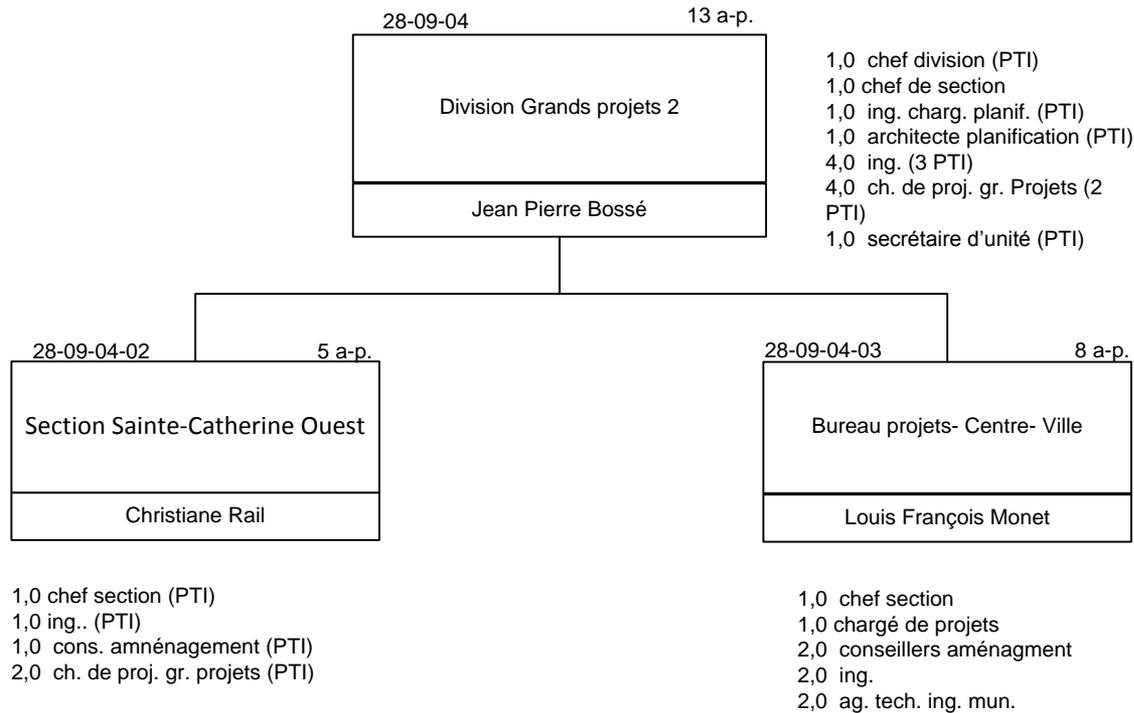 28-09-04 13 a-p.
Division Grands projets 2
Jean Pierre Bossé
1,0 chef division (PTI)
1,0 chef de section
1,0 ing. charg. planif. (PTI)
1,0 architecte planification (PTI)
4,0 ing. (3 PTI)
4,0 ch. de proj. gr. Projets (2
PTI)
1,0 secrétaire d’unité (PTI)
28-09-04-02 5 a-p.
Section Sainte-Catherine Ouest
Christiane Rail
1,0 chef section (PTI)
1,0 ing.. (PTI)
1,0 cons. amnénagement (PTI)
2,0 ch. de proj. gr. projets (PTI)
28-09-04-03 8 a-p.
Bureau projets- Centre- Ville
Louis François Monet
1,0 chef section
1,0 chargé de projets
2,0 conseillers aménagment
2,0 ing.
2,0 ag. tech. ing. mun.